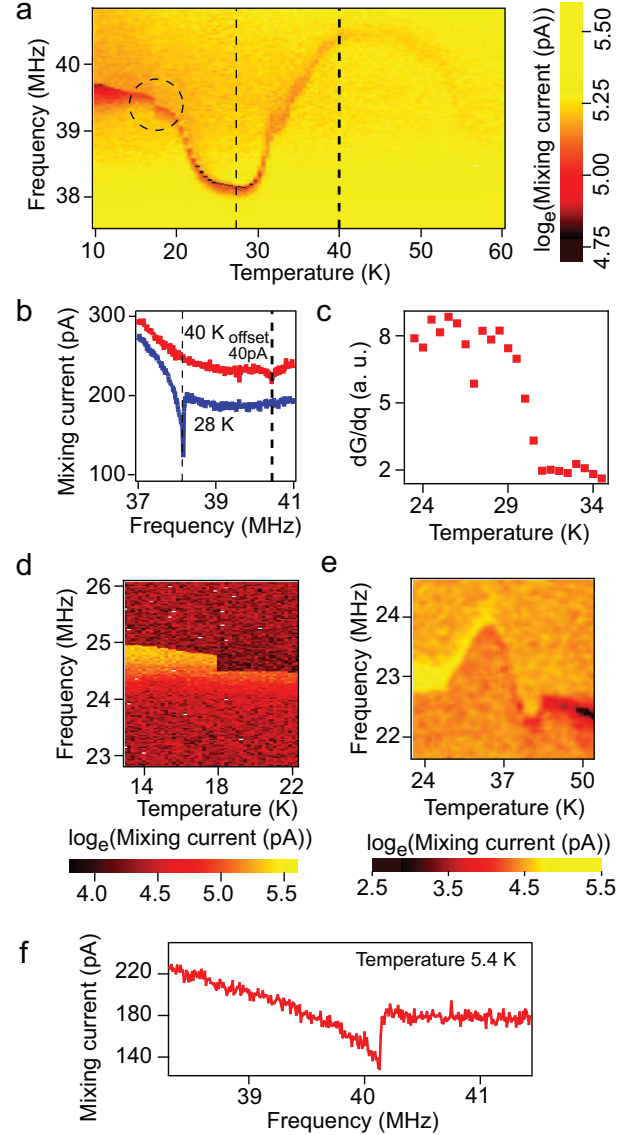 a
Frequency (MHz)
40
39
38
10
20
30
40
50
60
Temperature (K)
log_e(Mixing current (pA))
5.50
5.25
5.00
4.75
b
Mixing current (pA)
300
200
100
40 K offset
40pA
28 K
37
39
41
Frequency (MHz)
c
dG/dq (a. u.)
8
5
2
24
29
34
Temperature (K)
d
Frequency (MHz)
26
25
24
23
14
18
22
Temperature (K)
log_e(Mixing current (pA))
4.0
4.5
5.0
5.5
e
Frequency (MHz)
24
23
22
24
37
50
Temperature (K)
log_e(Mixing current (pA))
2.5
3.5
4.5
5.5
f
Mixing current (pA)
220
180
140
Temperature 5.4 K
39
40
41
Frequency (MHz)